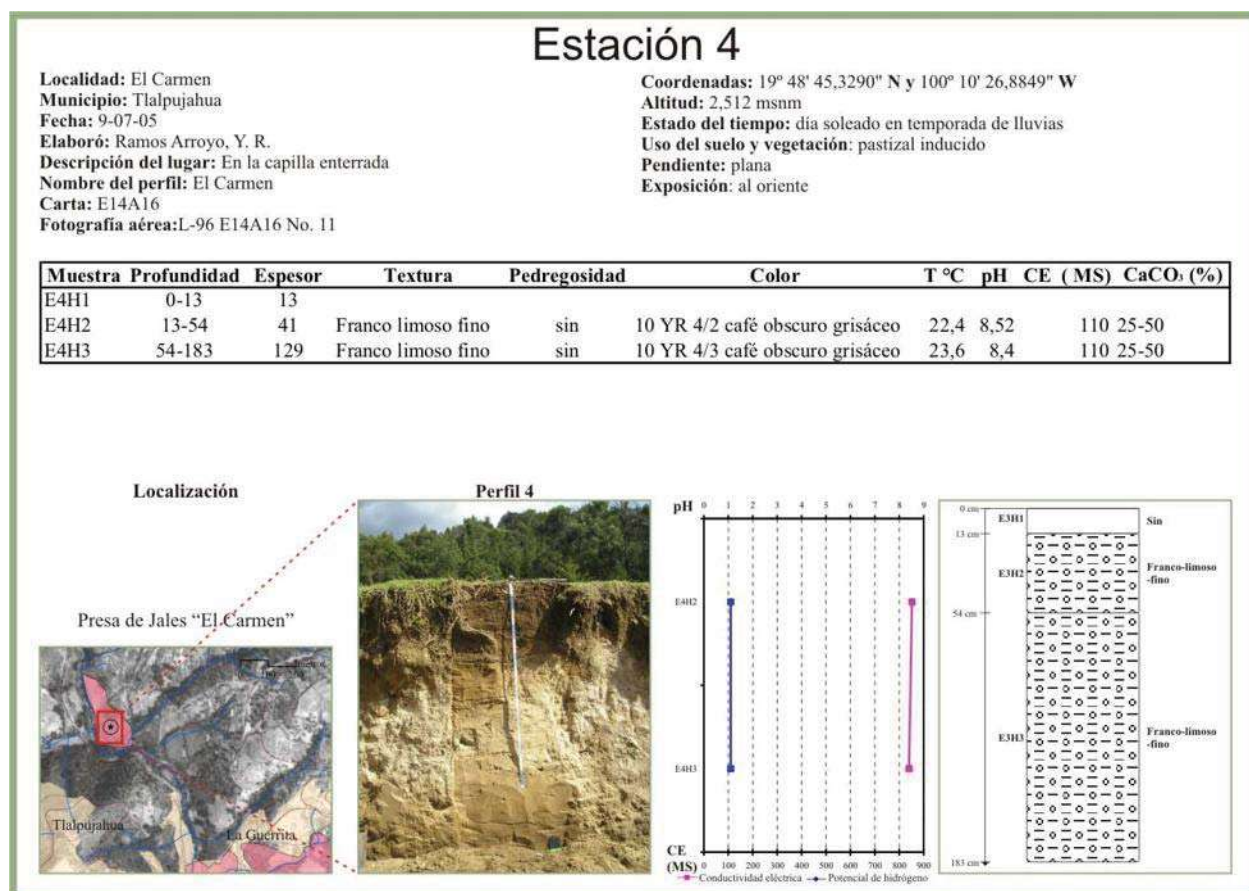 Estación 4
Localidad: El Carmen
Municipio: Tlalpujahua
Fecha: 9-07-05
Elaboró: Ramos Arroyo, Y. R.
Descripción del lugar: En la capilla enterrada
Nombre del perfil: El Carmen
Carta: E14A16
Fotografía aérea:L-96 E14A16 No. 11
Coordenadas: 19º 48' 45,3290" N y 100º 10' 26,8849" W
Altitud: 2,512 msnm
Estado del tiempo: día soleado en temporada de lluvias
Uso del suelo y vegetación: pastizal inducido
Pendiente: plana
Exposición: al oriente
Muestra Profundidad Espesor Textura Pedregosidad Color T °C pH CE ( MS) CaCO₃ (%)
E4H1 0-13 13
E4H2 13-54 41 Franco limoso fino sin 10 YR 4/2 café obscuro grisáceo 22,4 8,52 110 25-50
E4H3 54-183 129 Franco limoso fino sin 10 YR 4/3 café obscuro grisáceo 23,6 8,4 110 25-50
Localización
Presa de Jales "El Carmen"
Tlalpujahua
La Guerrita
Perfil 4
pH 0 1 2 3 4 5 6 7 8 9
E4H2
E4H3
CE
(MS) 0 100 200 300 400 500 600 700 800 900
Conductividad eléctrica Potencial de hidrógeno
0 cm
E3H1
Sin
13 cm
E3H2
Franco-limoso
-fino
54 cm
E3H3
Franco-limoso
-fino
183 cm